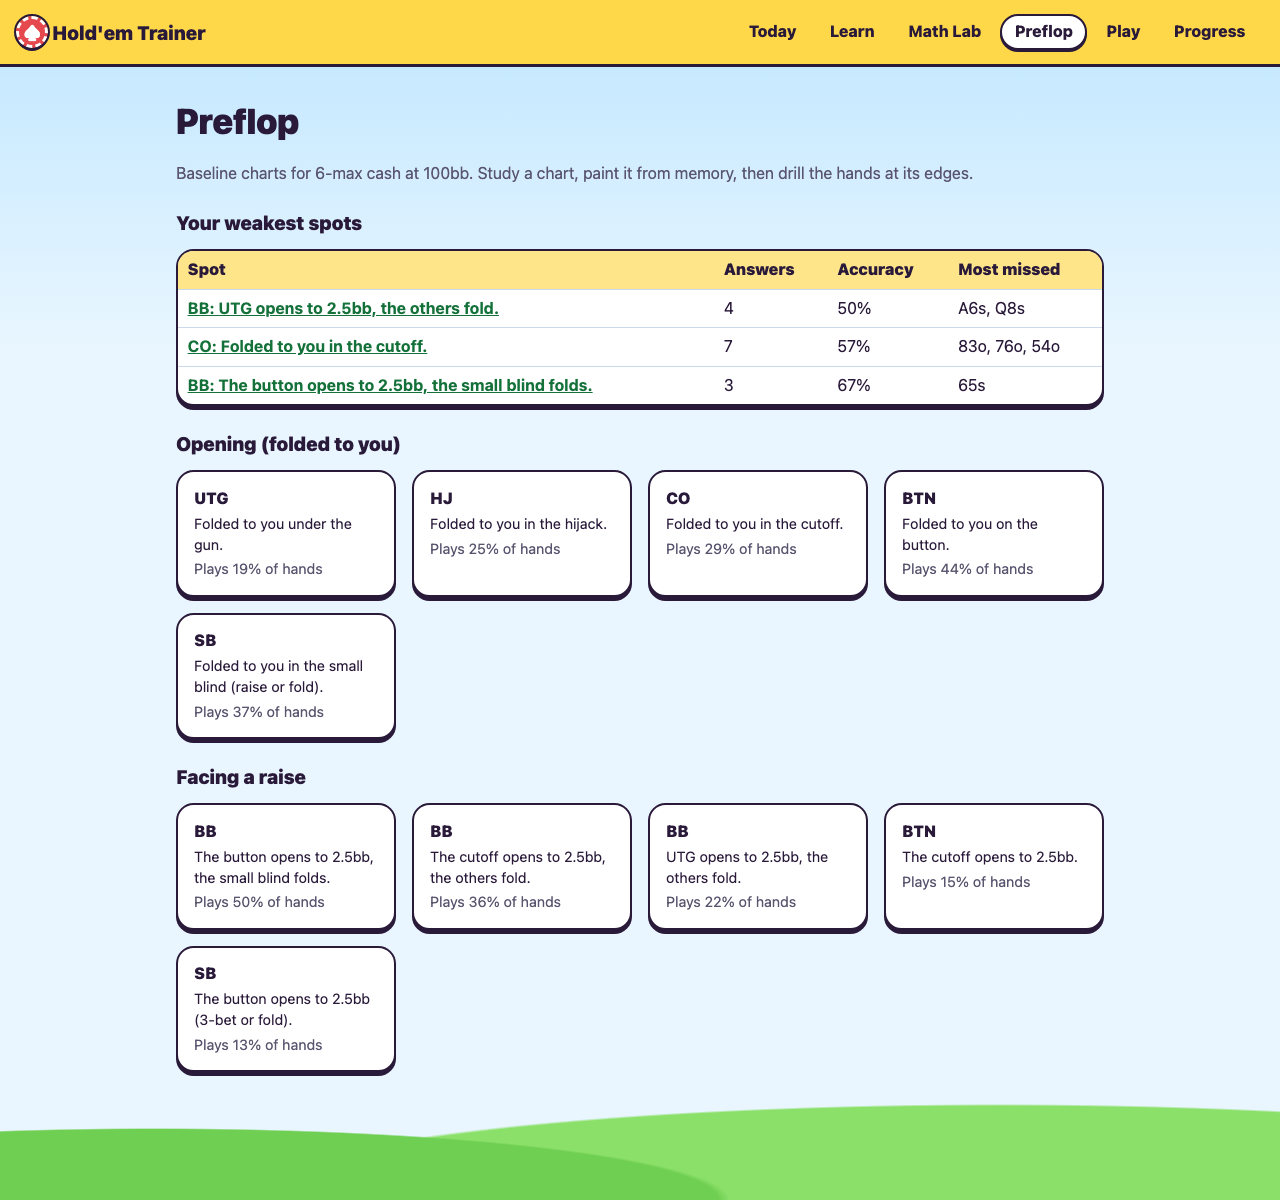 Hold'em Trainer
Today
Learn
Math Lab
Preflop
Play
Progress
Preflop
Baseline charts for 6-max cash at 100bb. Study a chart, paint it from memory, then drill the hands at its edges.
Your weakest spots
Spot Answers Accuracy Most missed
BB: UTG opens to 2.5bb, the others fold. 4 50% A6s, Q8s
CO: Folded to you in the cutoff. 7 57% 83o, 76o, 54o
BB: The button opens to 2.5bb, the small blind folds. 3 67% 65s
Opening (folded to you)
UTG
Folded to you under the
gun.
Plays 19% of hands
HJ
Folded to you in the hijack.
Plays 25% of hands
CO
Folded to you in the cutoff.
Plays 29% of hands
BTN
Folded to you on the
button.
Plays 44% of hands
SB
Folded to you in the small
blind (raise or fold).
Plays 37% of hands
Facing a raise
BB
The button opens to 2.5bb,
the small blind folds.
Plays 50% of hands
BB
The cutoff opens to 2.5bb,
the others fold.
Plays 36% of hands
BB
UTG opens to 2.5bb, the
others fold.
Plays 22% of hands
BTN
The cutoff opens to 2.5bb.
Plays 15% of hands
SB
The button opens to 2.5bb
(3-bet or fold).
Plays 13% of hands